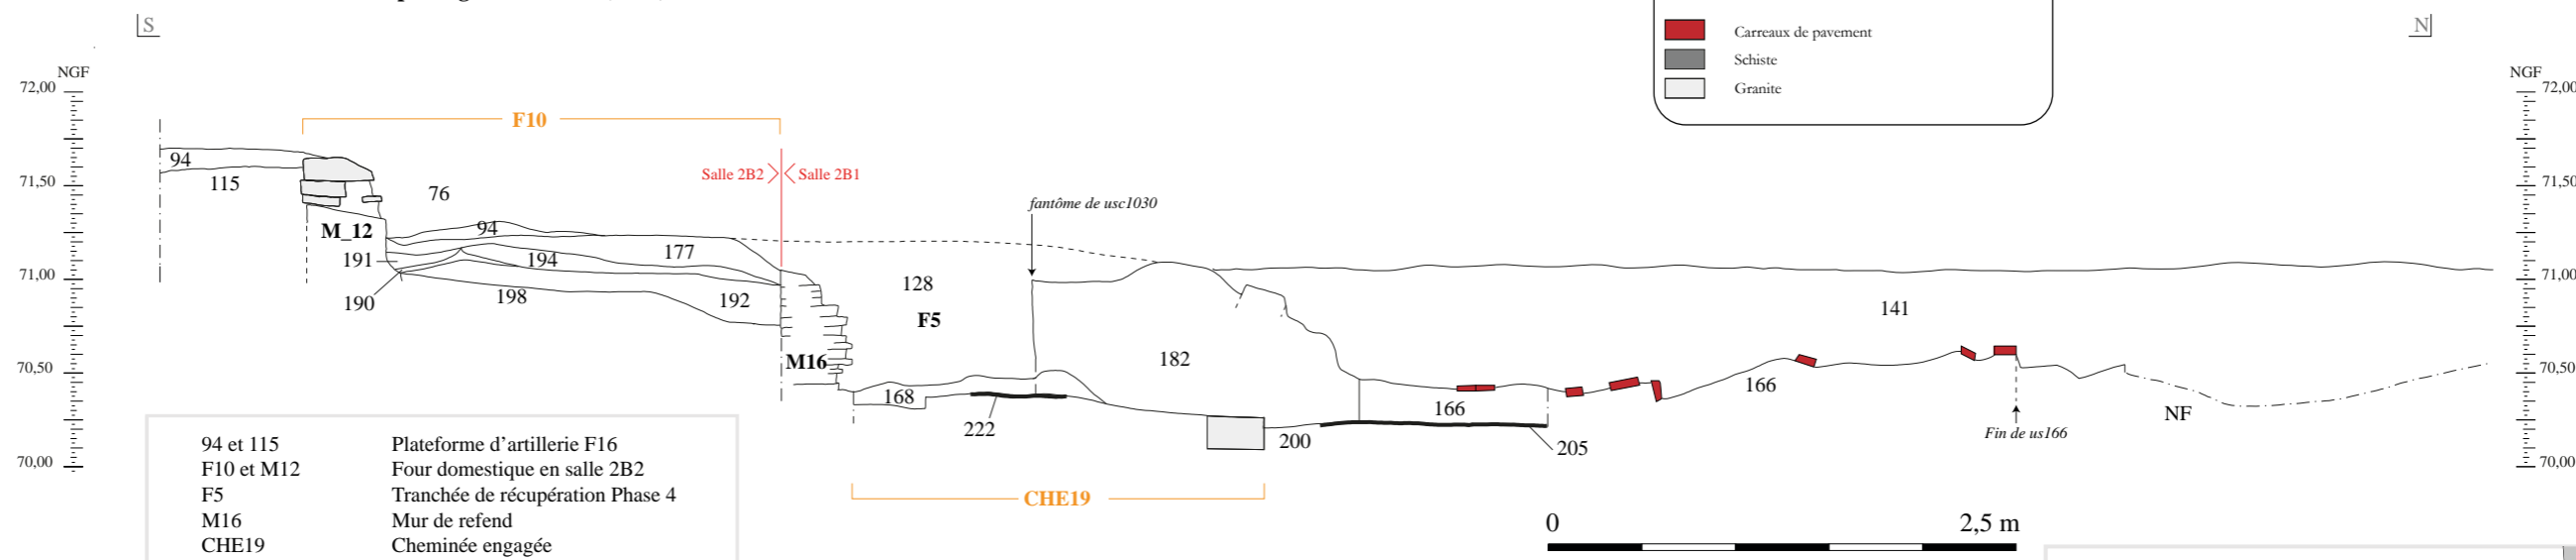 S
N
Carreaux de pavement
Schiste
Granite
NGF
NGF
72,00
72,00
F10
94
115
Salle 2B2
Salle 2B1
71,50
76
71,50
fantôme de usc1030
M_12
94
177
191
194
71,00
71,00
190
198
192
128
141
F5
182
M16
70,50
70,50
168
166
166
NF
222
200
205
Fin de us166
70,00
70,00
CHE19
94 et 115 Plateforme d’artillerie F16
F10 et M12 Four domestique en salle 2B2
F5 Tranchée de récupération Phase 4
M16 Mur de refend
CHE19 Cheminée engagée
0 2,5 m